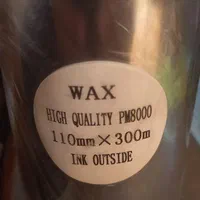 WAX
HIGH QUALITY PM8000
110mm×300m
INK OUTSIDE